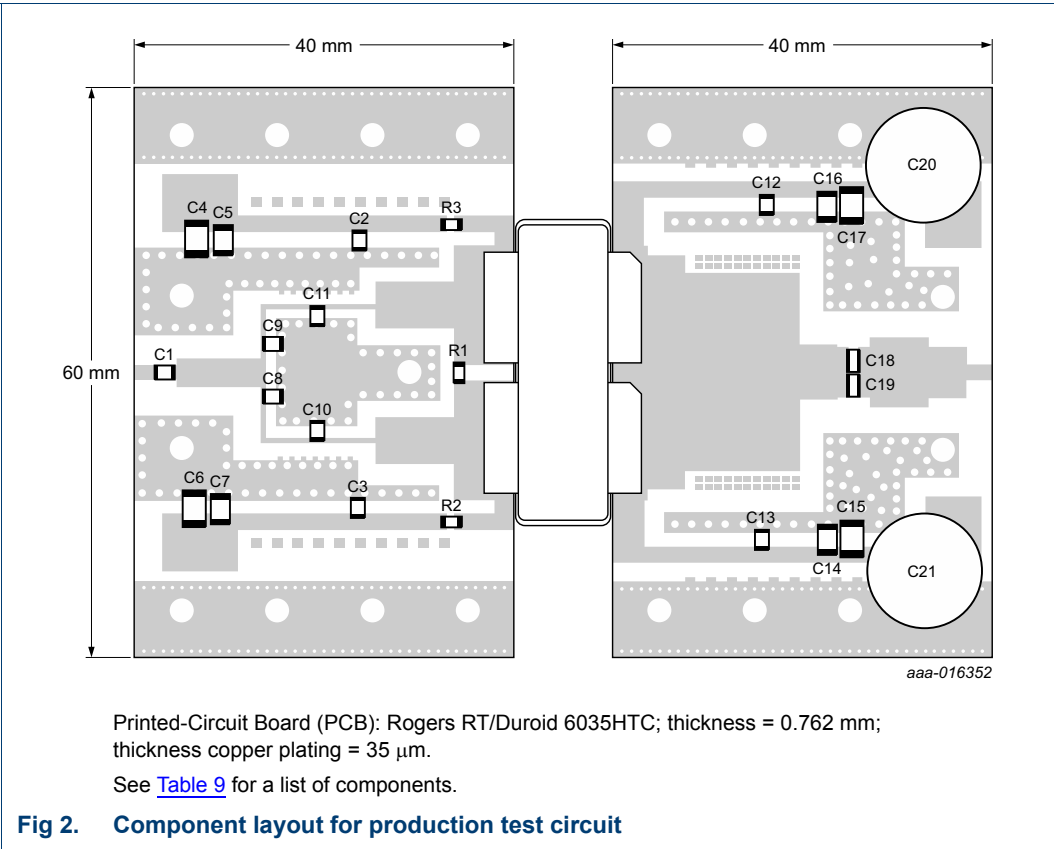 40 mm
40 mm
60 mm
C4
C5
C2
R3
C11
C9
C1
R1
C8
C10
C6
C7
C3
R2
C20
C12
C16
C17
C18
C19
C13
C15
C14
C21
aaa-016352
Printed-Circuit Board (PCB): Rogers RT/Duroid 6035HTC; thickness = 0.762 mm;
thickness copper plating = 35 μm.
See Table 9 for a list of components.
Fig 2. Component layout for production test circuit